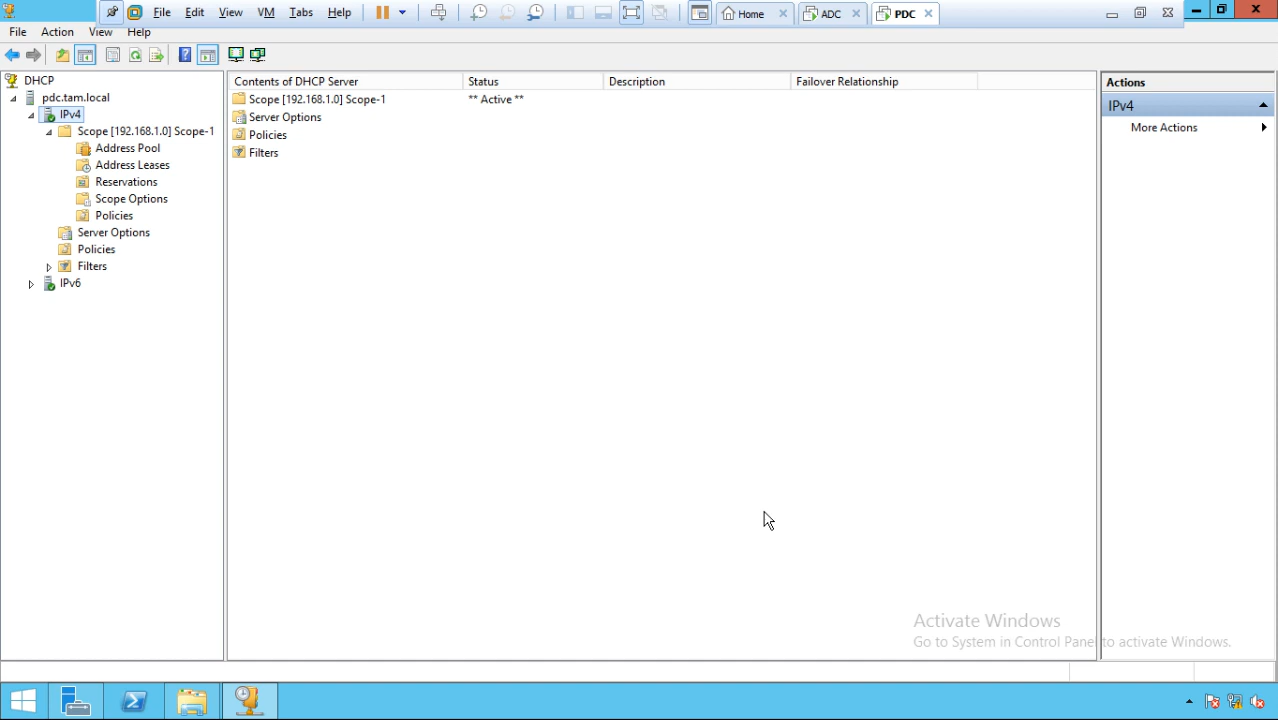 File Edit View VM Tabs Help Home ADC PDC
File Action View Help
DHCP
pdc.tam.local
IPv4
Scope [192.168.1.0] Scope-1
Address Pool
Address Leases
Reservations
Scope Options
Policies
Server Options
Policies
Filters
IPv6
Contents of DHCP Server Status Description Failover Relationship
Scope [192.168.1.0] Scope-1 ** Active **
Server Options
Policies
Filters
Actions
IPv4
More Actions
Activate Windows
Go to System in Control Panel to activate Windows.